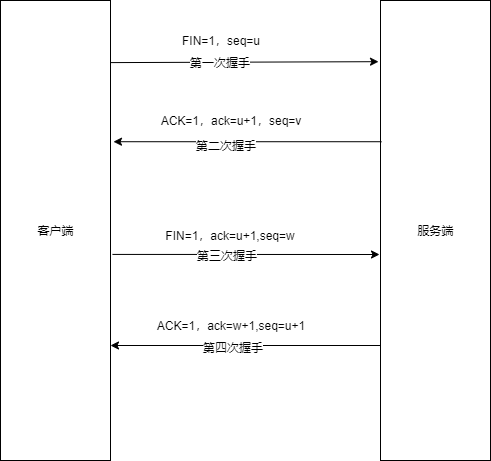 FIN=1，seq=u
第一次握手
ACK=1，ack=u+1，seq=v
第二次握手
客户端
服务端
FIN=1，ack=u+1,seq=w
第三次握手
ACK=1，ack=w+1,seq=u+1
第四次握手